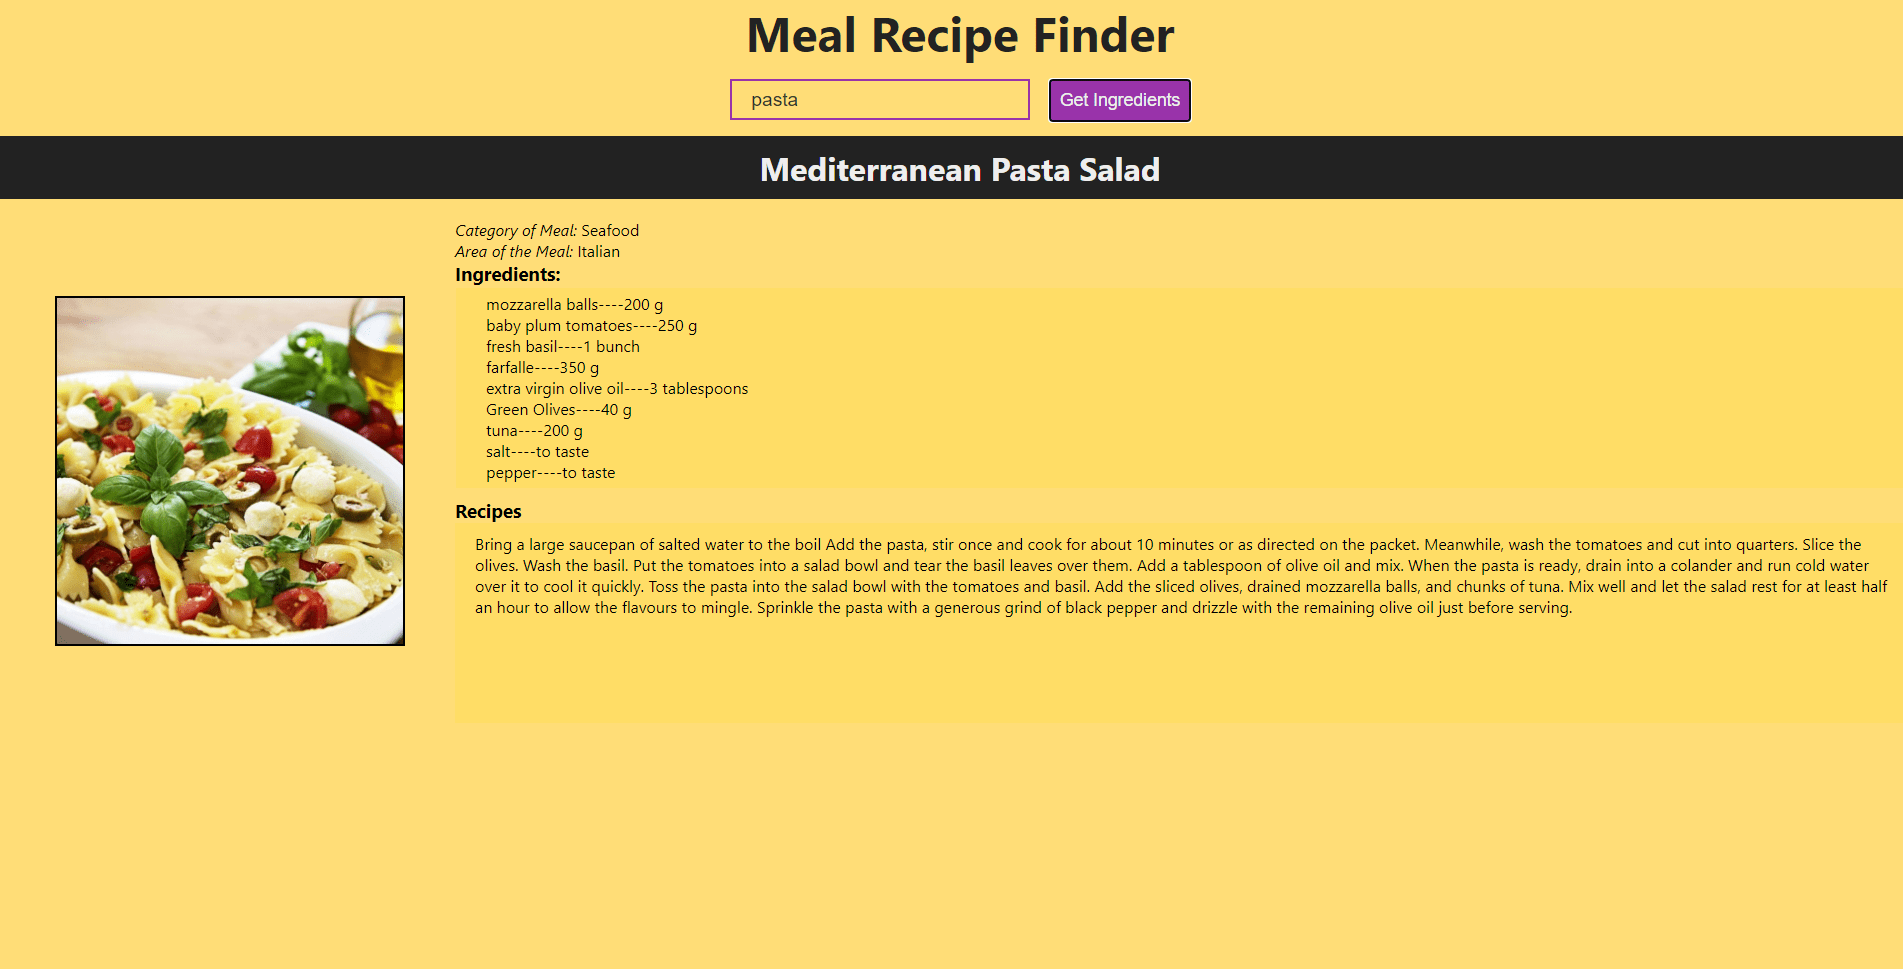 Meal Recipe Finder
pasta
Get Ingredients
Mediterranean Pasta Salad
Category of Meal: Seafood
Area of the Meal: Italian
Ingredients:
mozzarella balls----200 g
baby plum tomatoes----250 g
fresh basil----1 bunch
farfalle----350 g
extra virgin olive oil----3 tablespoons
Green Olives----40 g
tuna----200 g
salt----to taste
pepper----to taste
Recipes
Bring a large saucepan of salted water to the boil Add the pasta, stir once and cook for about 10 minutes or as directed on the packet. Meanwhile, wash the tomatoes and cut into quarters. Slice the
olives. Wash the basil. Put the tomatoes into a salad bowl and tear the basil leaves over them. Add a tablespoon of olive oil and mix. When the pasta is ready, drain into a colander and run cold water
over it to cool it quickly. Toss the pasta into the salad bowl with the tomatoes and basil. Add the sliced olives, drained mozzarella balls, and chunks of tuna. Mix well and let the salad rest for at least half
an hour to allow the flavours to mingle. Sprinkle the pasta with a generous grind of black pepper and drizzle with the remaining olive oil just before serving.